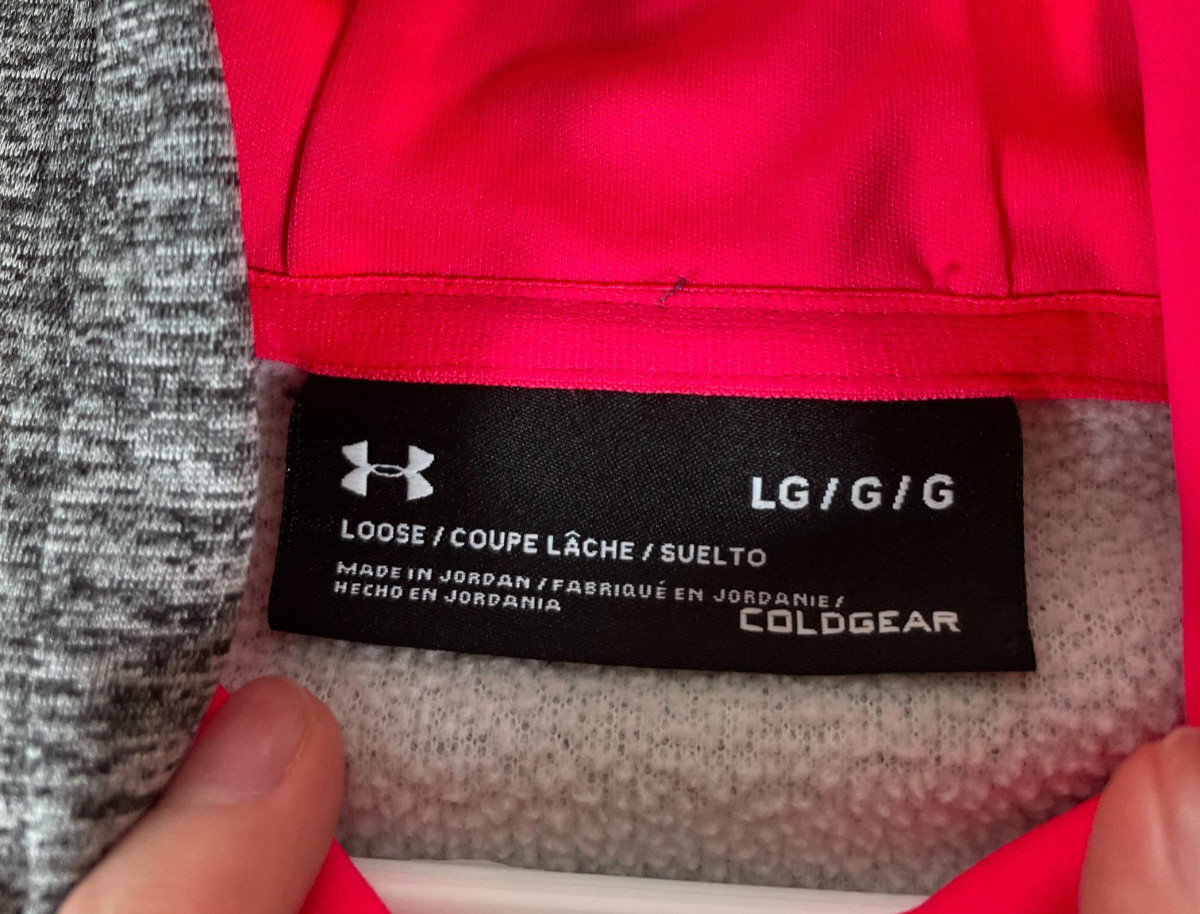 LG / G / G
LOOSE / COUPE LÂCHE / SUELTO
MADE IN JORDAN / FABRIQUÉ EN JORDANIE /
HECHO EN JORDANIA
COLDGEAR